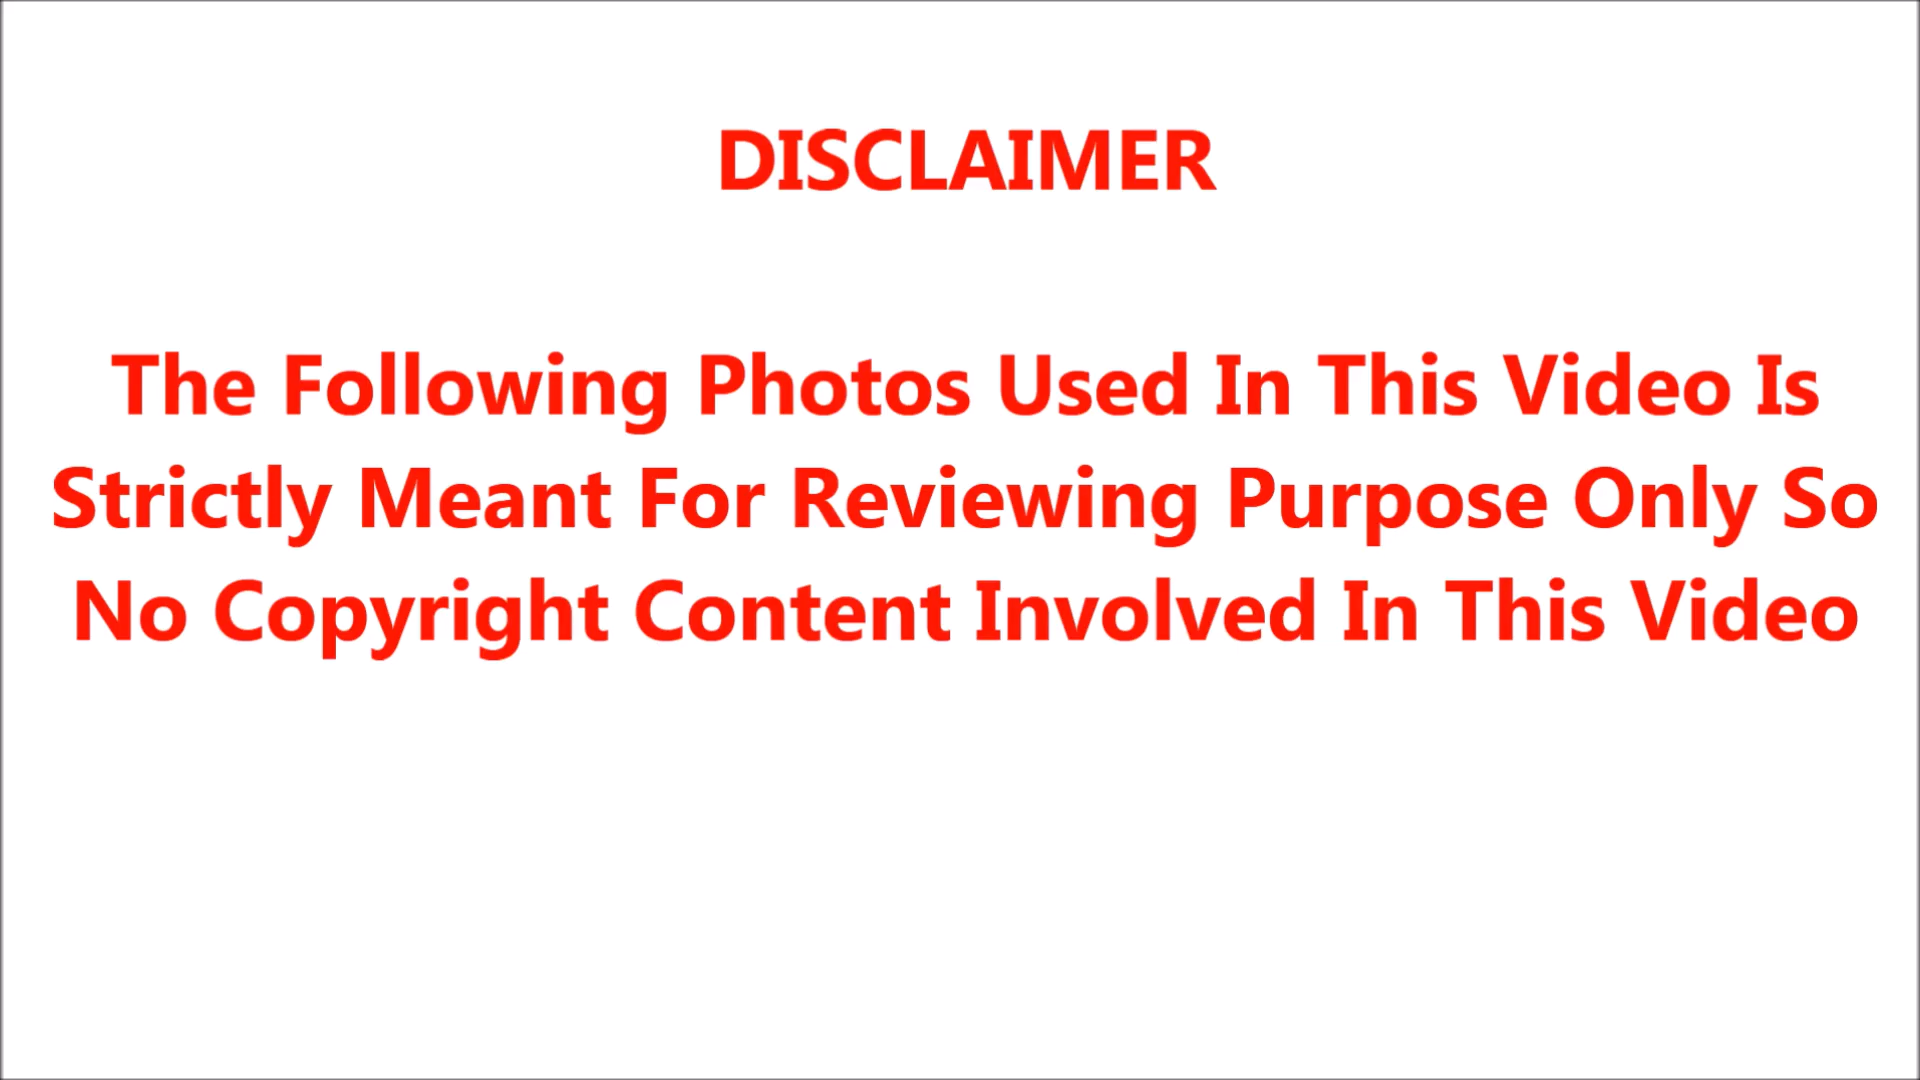 DISCLAIMER
The Following Photos Used In This Video Is
Strictly Meant For Reviewing Purpose Only So
No Copyright Content Involved In This Video